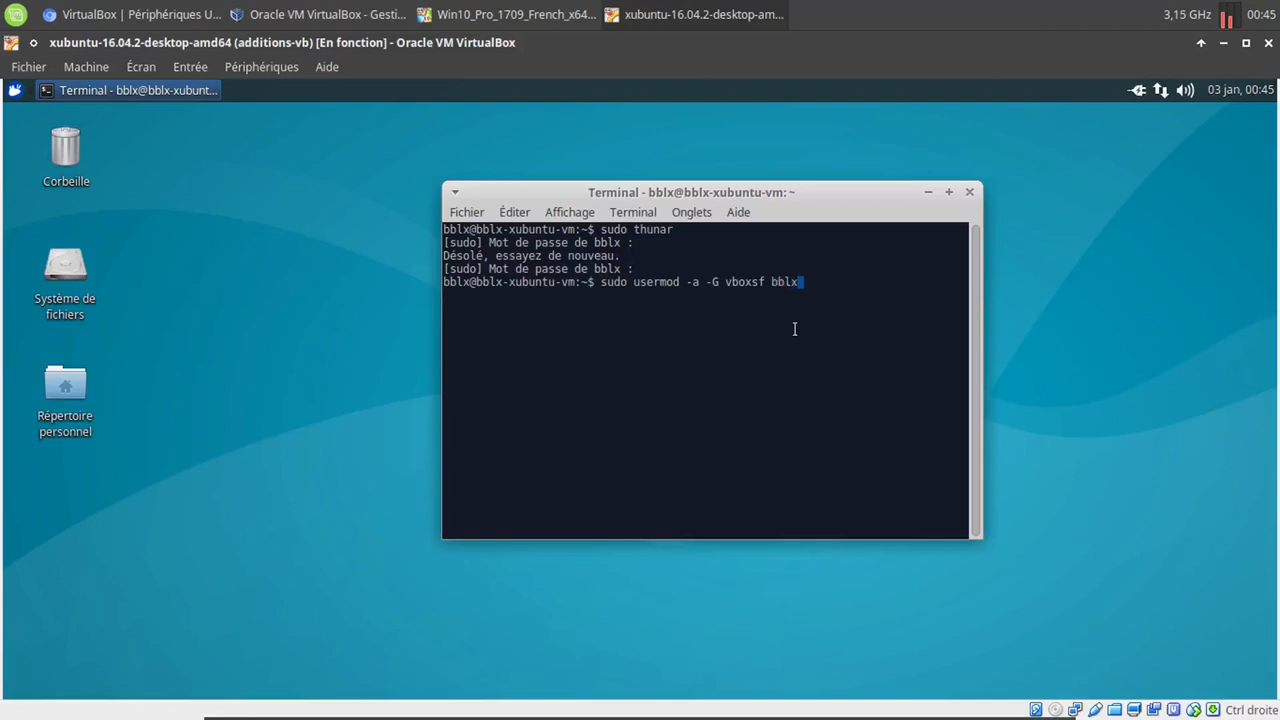 VirtualBox | Périphériques U... Oracle VM VirtualBox - Gesti... Win10_Pro_1709_French_x64... xubuntu-16.04.2-desktop-am... 3,15 GHz 00:45
xubuntu-16.04.2-desktop-amd64 (additions-vb) [En fonction] - Oracle VM VirtualBox
Fichier Machine Écran Entrée Périphériques Aide
Terminal - bblx@bblx-xubunt... 03 jan, 00:45
Corbeille
Système de
fichiers
Répertoire
personnel
Terminal - bblx@bblx-xubuntu-vm: ~
Fichier Éditer Affichage Terminal Onglets Aide
bblx@bblx-xubuntu-vm:~$ sudo thunar
[sudo] Mot de passe de bblx :
Désolé, essayez de nouveau.
[sudo] Mot de passe de bblx :
bblx@bblx-xubuntu-vm:~$ sudo usermod -a -G vboxsf bblx
Ctrl droite